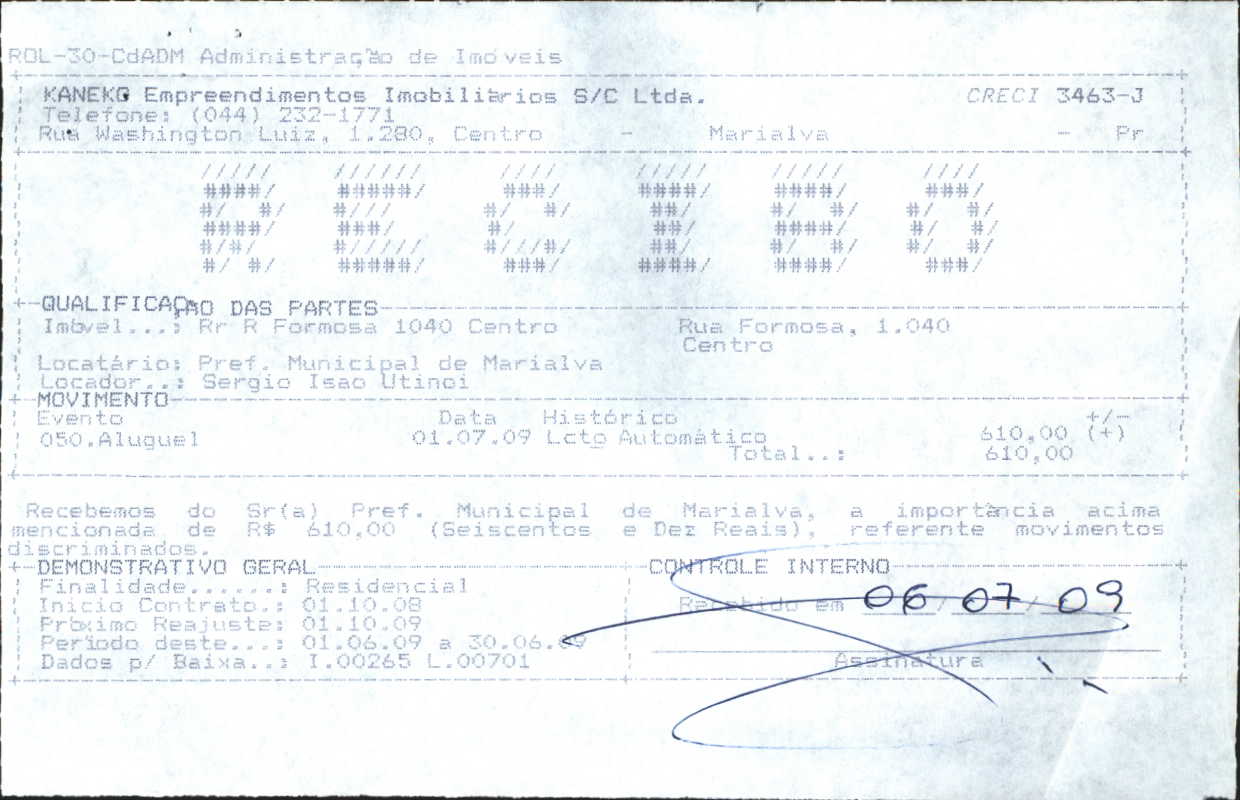 ROL-30-CdADM Administração de Imóveis
KANEKO Empreendimentos Imobiliários S/C Ltda. CRECI 3463-J
Telefone: (044) 232-1771
Rua Washington Luiz, 1.280, Centro - Marialva - Pr
RECIBO
QUALIFICAÇÃO DAS PARTES
Imóvel...: Rr R Formosa 1040 Centro Rua Formosa, 1.040
Centro
Locatário: Pref. Municipal de Marialva
Locador..: Sergio Isao Utinoi
MOVIMENTO
Evento Data Histórico +/-
050.Aluguel 01.07.09 Lcto Automático 610,00 (+)
Total..: 610,00
Recebemos do Sr(a) Pref. Municipal de Marialva, a importância acima
mencionada de R$ 610,00 (Seiscentos e Dez Reais), referente movimentos
discriminados.
DEMONSTRATIVO GERAL CONTROLE INTERNO
Finalidade......: Residencial
Inicio Contrato.: 01.10.08 Recebido em 06/07/09
Próximo Reajuste: 01.10.09
Período deste...: 01.06.09 a 30.06.09
Dados p/ Baixa..: I.00265 L.00701 Assinatura